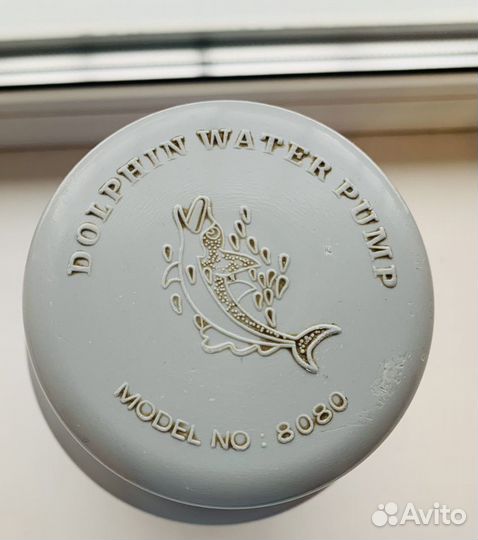 DOLPHIN WATER PUMP
MODEL NO : 8080
Avito